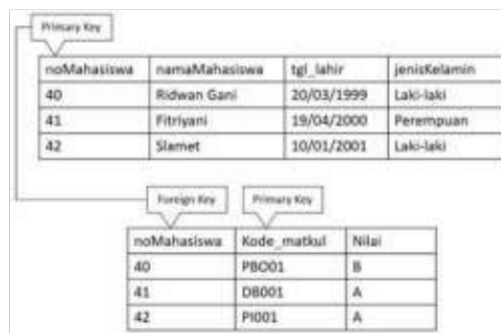 Primary Key
noMahasiswa namaMahasiswa tgl_lahir jenisKelamin
40 Ridwan Gani 20/03/1999 Laki-laki
41 Fitriyani 19/04/2000 Perempuan
42 Slamet 10/01/2001 Laki-laki
Foreign Key Primary Key
noMahasiswa Kode_matkul Nilai
40 PBO01 B
41 DB001 A
42 PI001 A